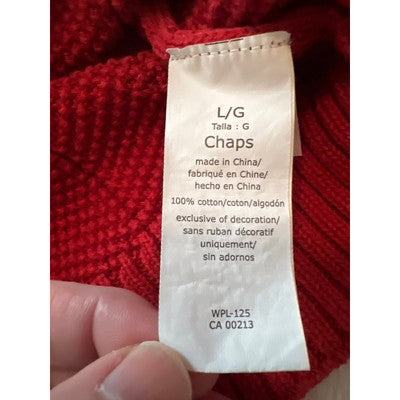 L/G
Talla : G
Chaps
made in China/
fabriqué en Chine/
hecho en China
100% cotton/coton/algodón
exclusive of decoration/
sans ruban décoratif
uniquement/
sin adornos
WPL-125
CA 00213